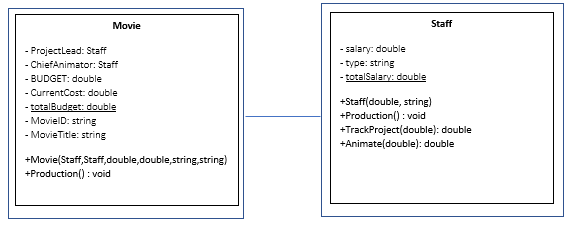 Movie
- ProjectLead: Staff
- ChiefAnimator: Staff
- BUDGET: double
- CurrentCost: double
- totalBudget: double
- MovieID: string
- MovieTitle: string
+Movie(Staff,Staff,double,double,string,string)
+Production() : void
Staff
- salary: double
- type: string
- totalSalary: double
+Staff(double, string)
+Production() : void
+TrackProject(double): double
+Animate(double): double